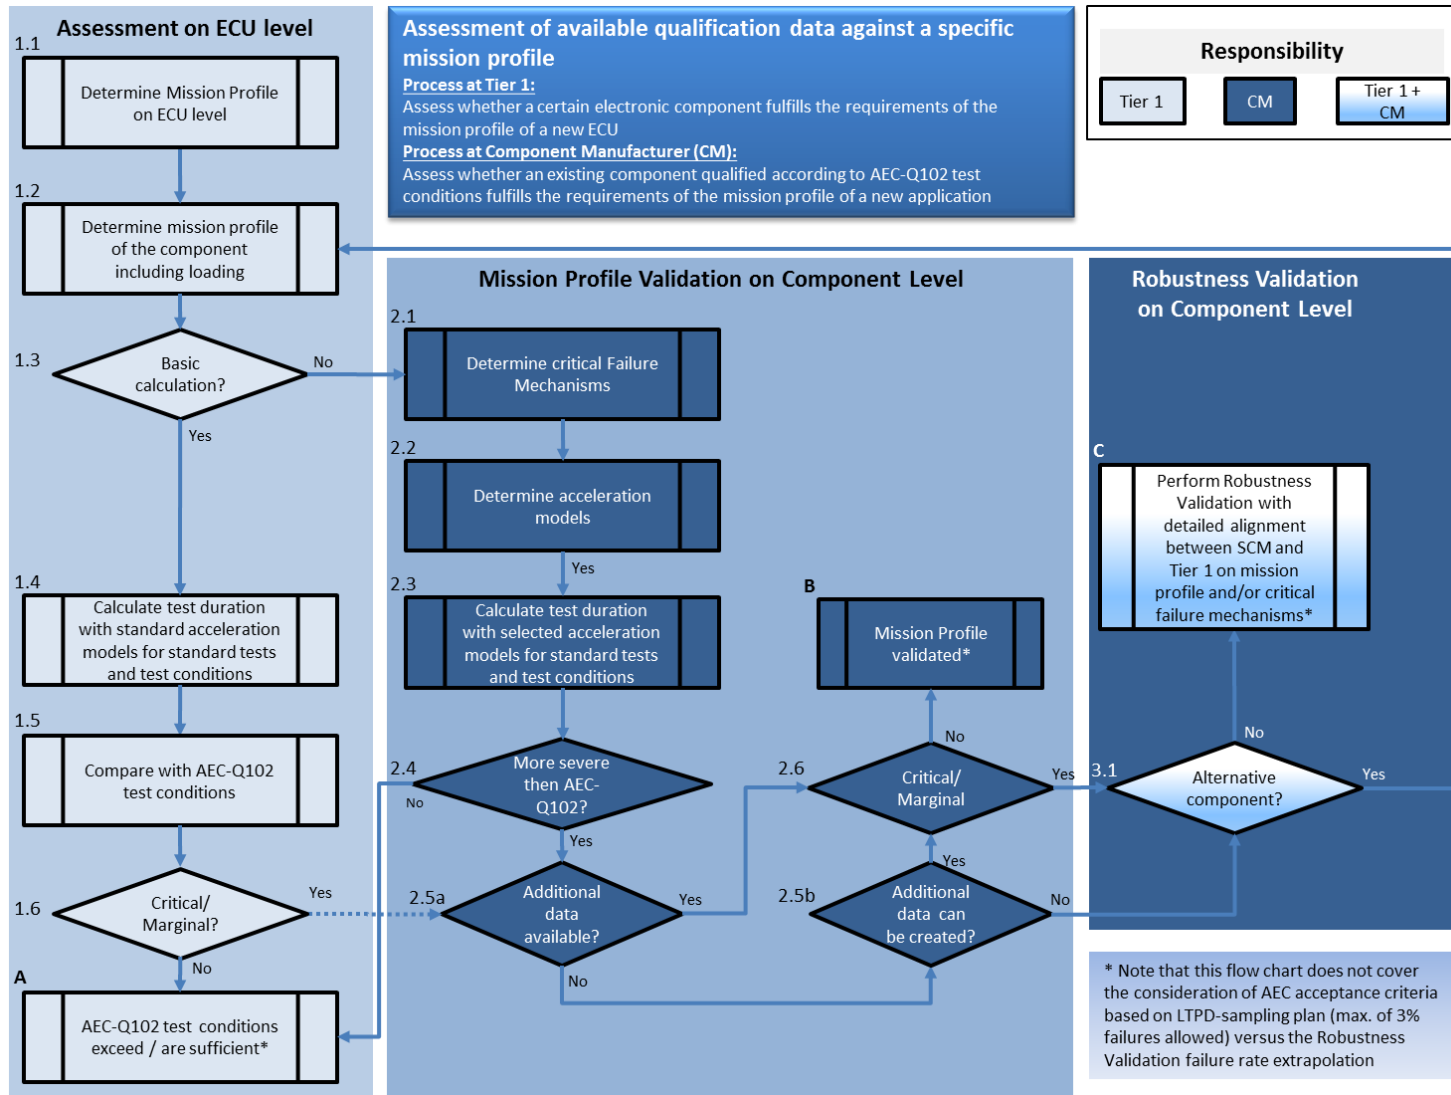 Assessment on ECU level
1.1
Determine Mission Profile
on ECU level
1.2
Determine mission profile
of the component
including loading
1.3
Basic
calculation?
No
Yes
1.4
Calculate test duration
with standard acceleration
models for standard tests
and test conditions
1.5
Compare with AEC-Q102
test conditions
1.6
Critical/
Marginal?
Yes
No
A
AEC-Q102 test conditions
exceed / are sufficient*
Assessment of available qualification data against a specific
mission profile
Process at Tier 1:
Assess whether a certain electronic component fulfills the requirements of the
mission profile of a new ECU
Process at Component Manufacturer (CM):
Assess whether an existing component qualified according to AEC-Q102 test
conditions fulfills the requirements of the mission profile of a new application
Responsibility
Tier 1
CM
Tier 1 +
CM
Mission Profile Validation on Component Level
2.1
Determine critical Failure
Mechanisms
2.2
Determine acceleration
models
Yes
2.3
Calculate test duration
with selected acceleration
models for standard tests
and test conditions
2.4
No
More severe
then AEC-
Q102?
Yes
2.5a
Additional
data
available?
Yes
No
B
Mission Profile
validated*
No
2.6
Critical/
Marginal
Yes
Yes
2.5b
Additional
data can
be created?
No
Robustness Validation
on Component Level
C
Perform Robustness
Validation with
detailed alignment
between SCM and
Tier 1 on mission
profile and/or critical
failure mechanisms*
No
3.1
Alternative
component?
Yes
* Note that this flow chart does not cover
the consideration of AEC acceptance criteria
based on LTPD-sampling plan (max. of 3%
failures allowed) versus the Robustness
Validation failure rate extrapolation